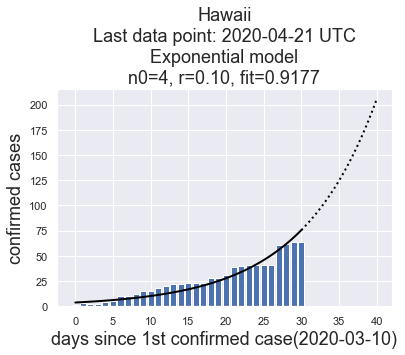 Hawaii
Last data point: 2020-04-21 UTC
Exponential model
n0=4, r=0.10, fit=0.9177
200
175
150
125
100
75
50
25
0
confirmed cases
0 5 10 15 20 25 30 35 40
days since 1st confirmed case(2020-03-10)